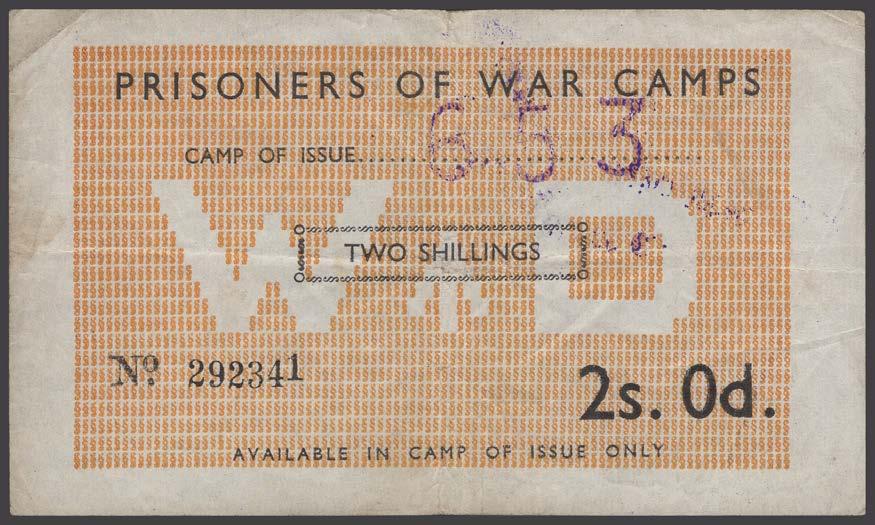 PRISONERS OF WAR CAMPS
653
CAMP OF ISSUE........................................
W D
TWO SHILLINGS
No. 292341
2s. 0d.
AVAILABLE IN CAMP OF ISSUE ONLY